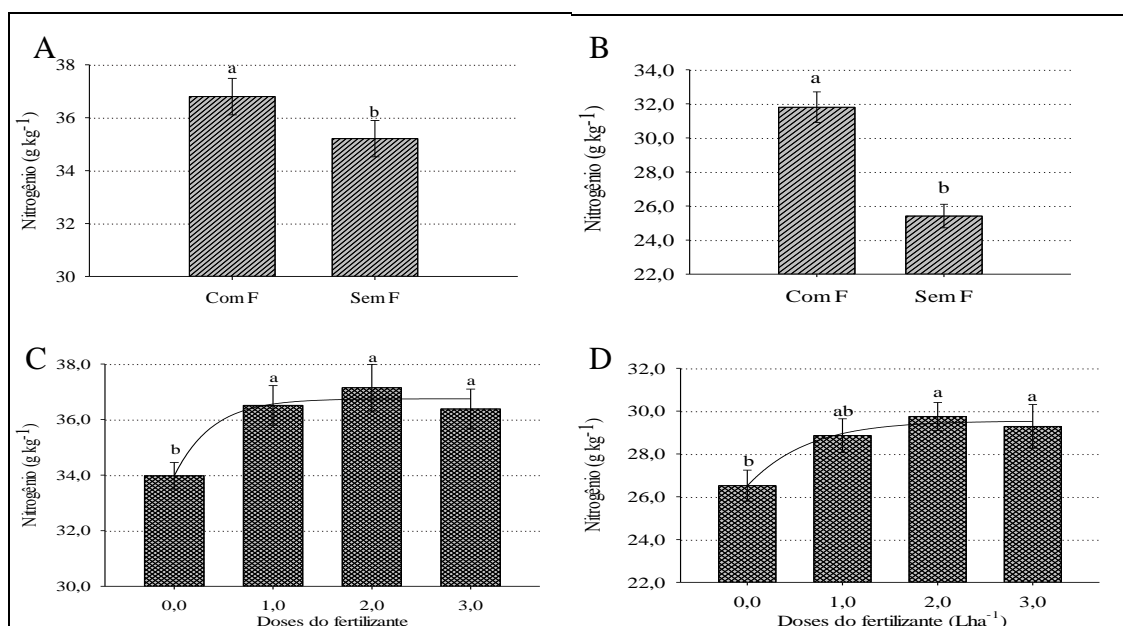 A
Nitrogênio (g kg-1)
38
36
34
32
30
a
b
Com F
Sem F
B
Nitrogênio (g kg-1)
34,0
32,0
30,0
28,0
26,0
24,0
22,0
a
b
Com F
Sem F
C
Nitrogênio (g kg-1)
38,0
36,0
34,0
32,0
30,0
b
a
a
a
0,0
1,0
2,0
3,0
Doses do fertilizante
D
Nitrogênio (g kg-1)
32,0
30,0
28,0
26,0
24,0
22,0
b
ab
a
a
0,0
1,0
2,0
3,0
Doses do fertilizante (Lha-1)